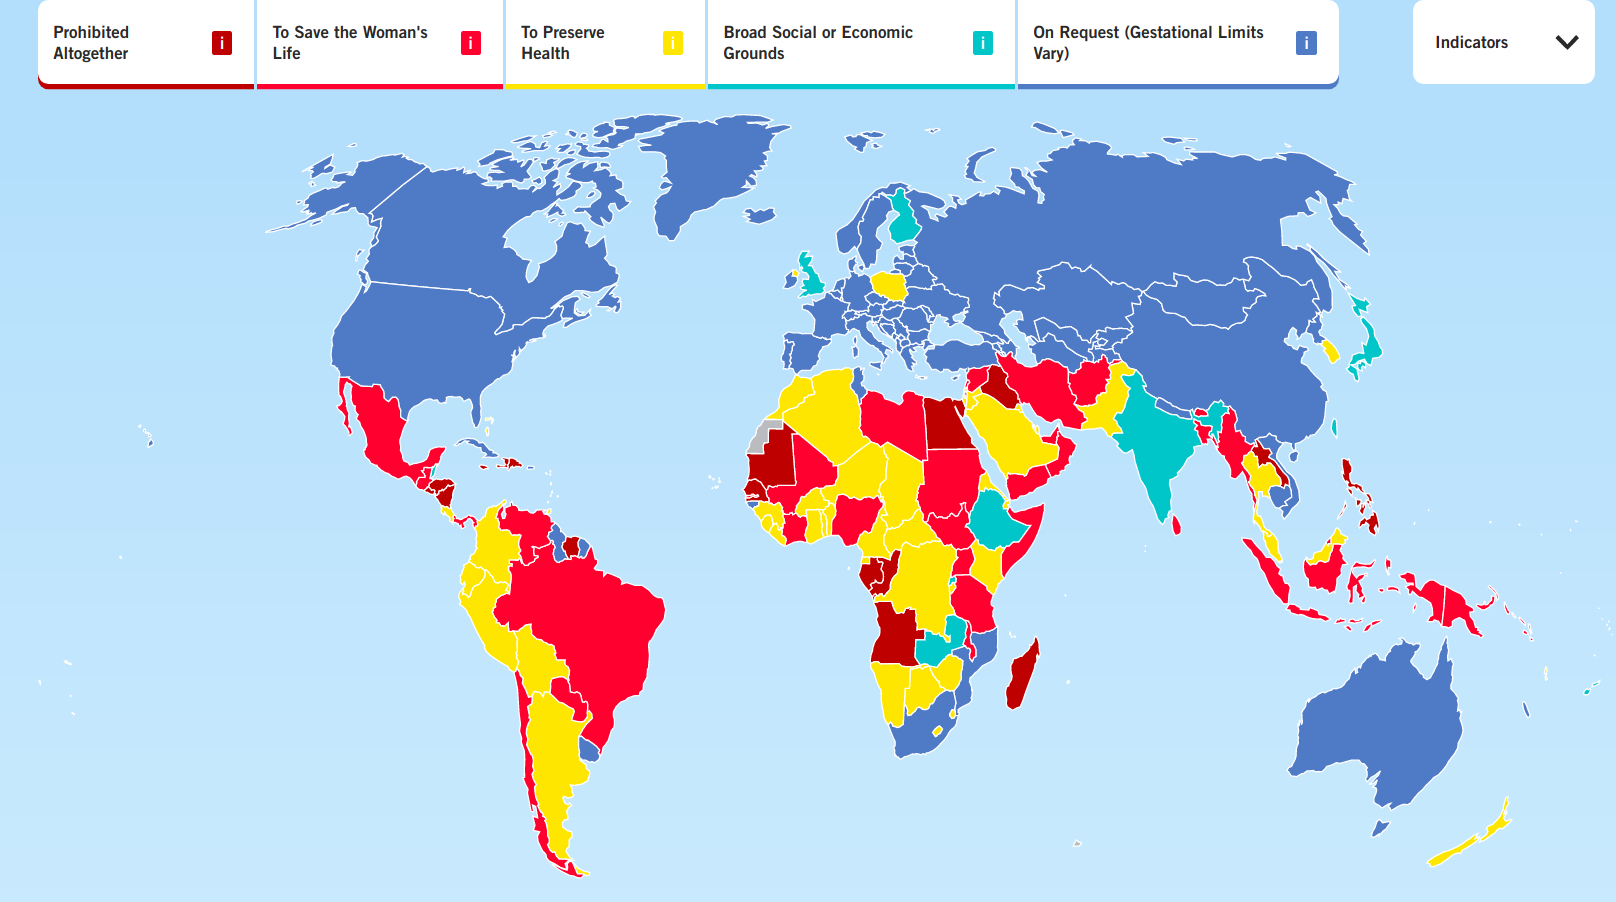 Prohibited
Altogether
i
To Save the Woman's
Life
i
To Preserve
Health
i
Broad Social or Economic
Grounds
i
On Request (Gestational Limits
Vary)
i
Indicators